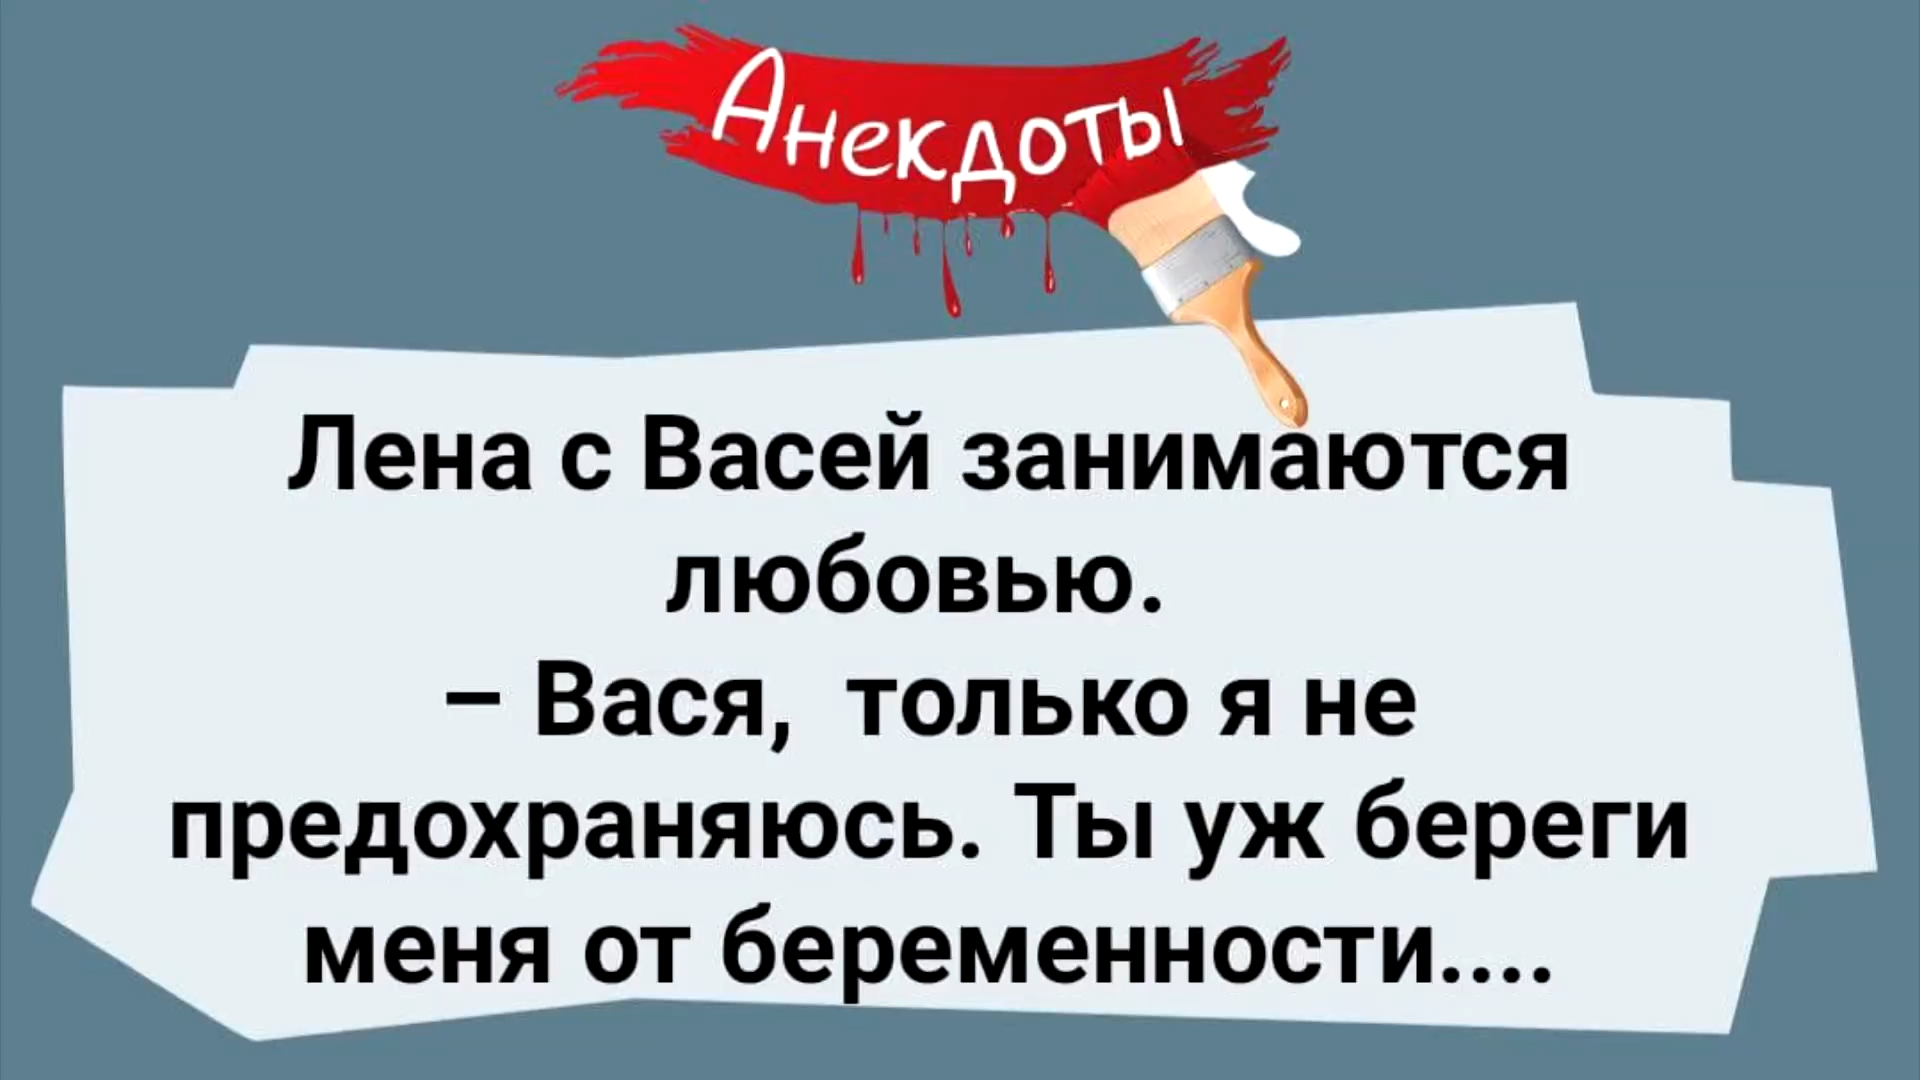 Анекдоты
Лена с Васей занимаются
любовью.
– Вася,  только я не
предохраняюсь. Ты уж береги
меня от беременности....